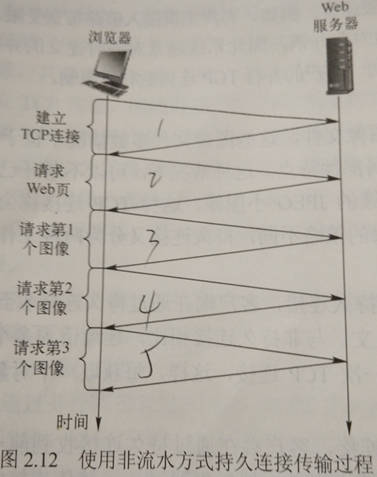 浏览器
Web
服务器
建立
TCP连接
1
请求
Web页
2
请求第1
个图像
3
请求第2
个图像
4
请求第3
个图像
5
时间
图 2.12 使用非流水方式持久连接传输过程